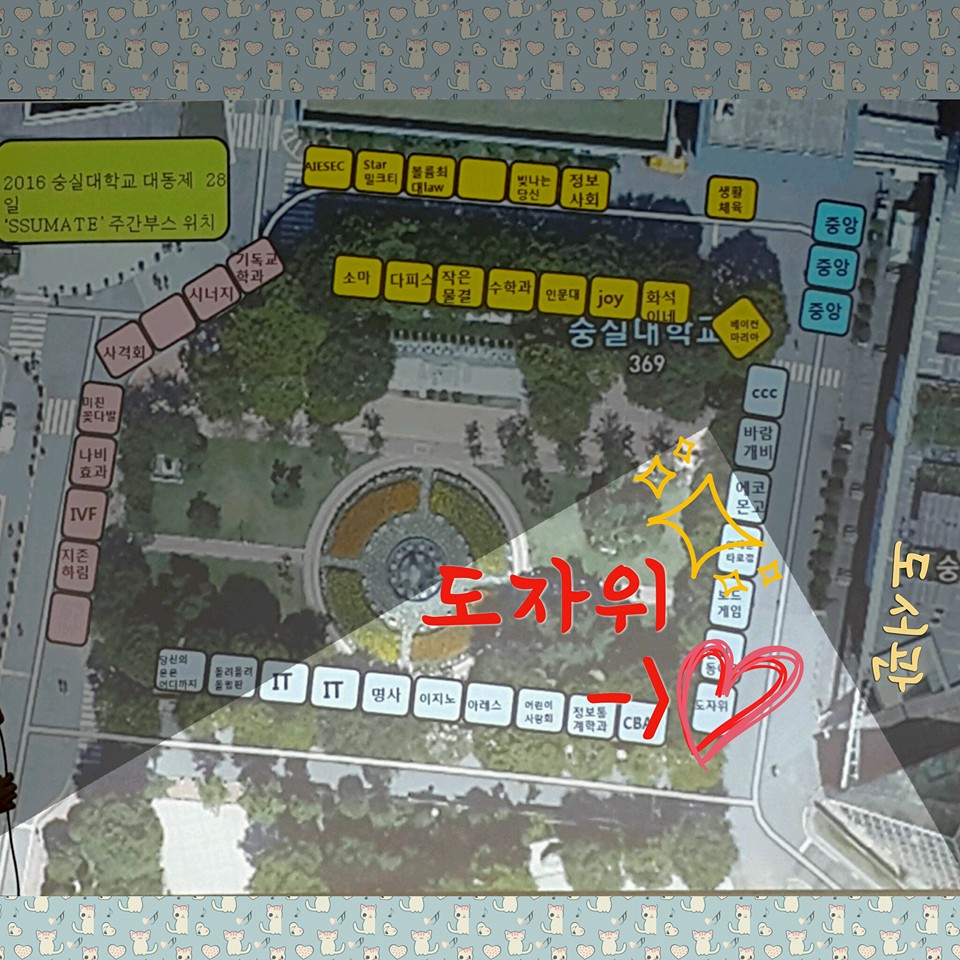 2016 숭실대학교 대동제 28
일
'SSUMATE' 주간부스 위치
AIESEC
Star
밀크티
볼륨최
대law
빛나는
당신
정보
사회
생활
체육
중앙
중앙
중앙
기독교
학과
시너지
사격회
소마
다피스
작은
물결
수학과
인문대
joy
화석
이네
베이컨
마리아
숭실대학교
369
미친
꽃다발
나비
효과
IVF
지존
하림
ccc
바람
개비
에코
몬고
타로점
보드
게임
동
도자위
도자위
->
도서관
숭
당신의
운은
어디까지
돌려돌려
돌림판
IT
IT
명사
이지노
아레스
어린이
사랑회
정보통
계학과
CBA